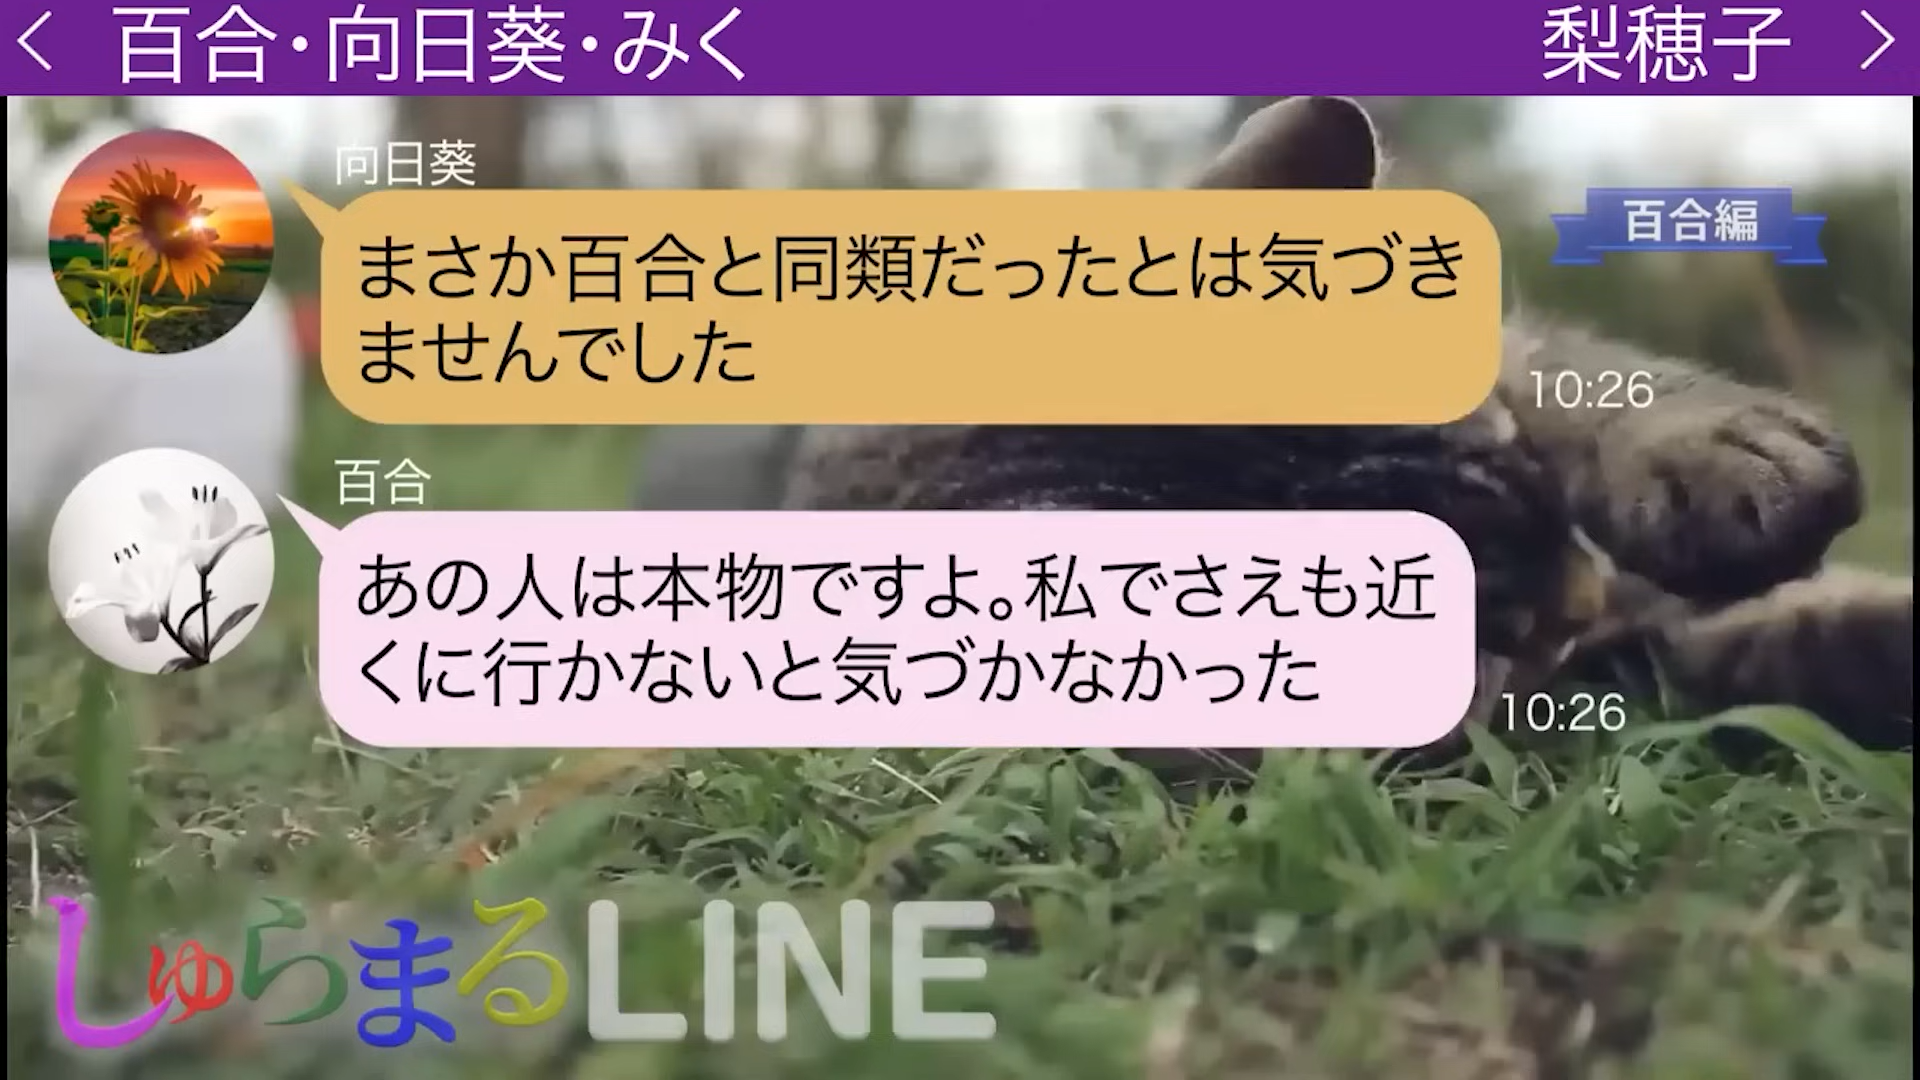 百合・向日葵・みく
梨穂子
向日葵
百合編
まさか百合と同類だったとは気づき
ませんでした
10:26
百合
あの人は本物ですよ。私でさえも近
くに行かないと気づかなかった
10:26
しゅらまるLINE